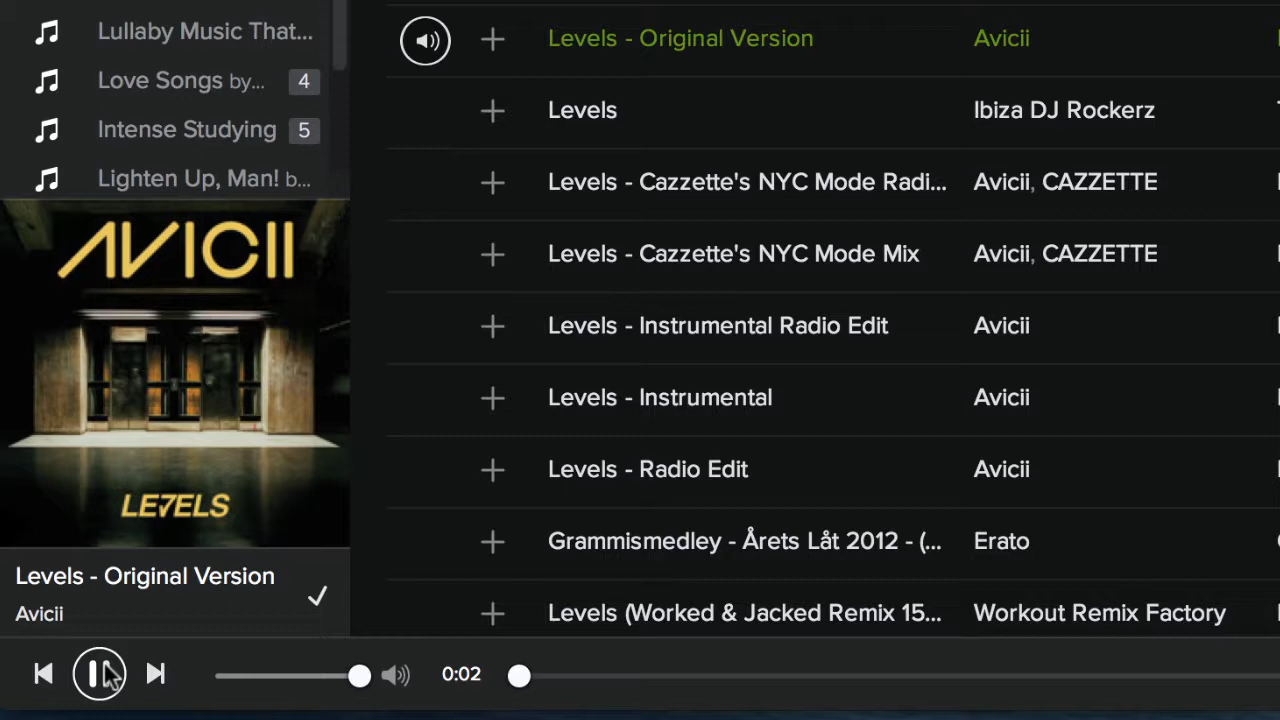 Lullaby Music That...
Love Songs by... 4
Intense Studying 5
Lighten Up, Man! b...
AVICII
LE7ELS
Levels - Original Version
Avicii
Levels - Original Version Avicii
Levels Ibiza DJ Rockerz
Levels - Cazzette's NYC Mode Radi... Avicii, CAZZETTE
Levels - Cazzette's NYC Mode Mix Avicii, CAZZETTE
Levels - Instrumental Radio Edit Avicii
Levels - Instrumental Avicii
Levels - Radio Edit Avicii
Grammismedley - Årets Låt 2012 - (... Erato
Levels (Worked & Jacked Remix 15... Workout Remix Factory
0:02